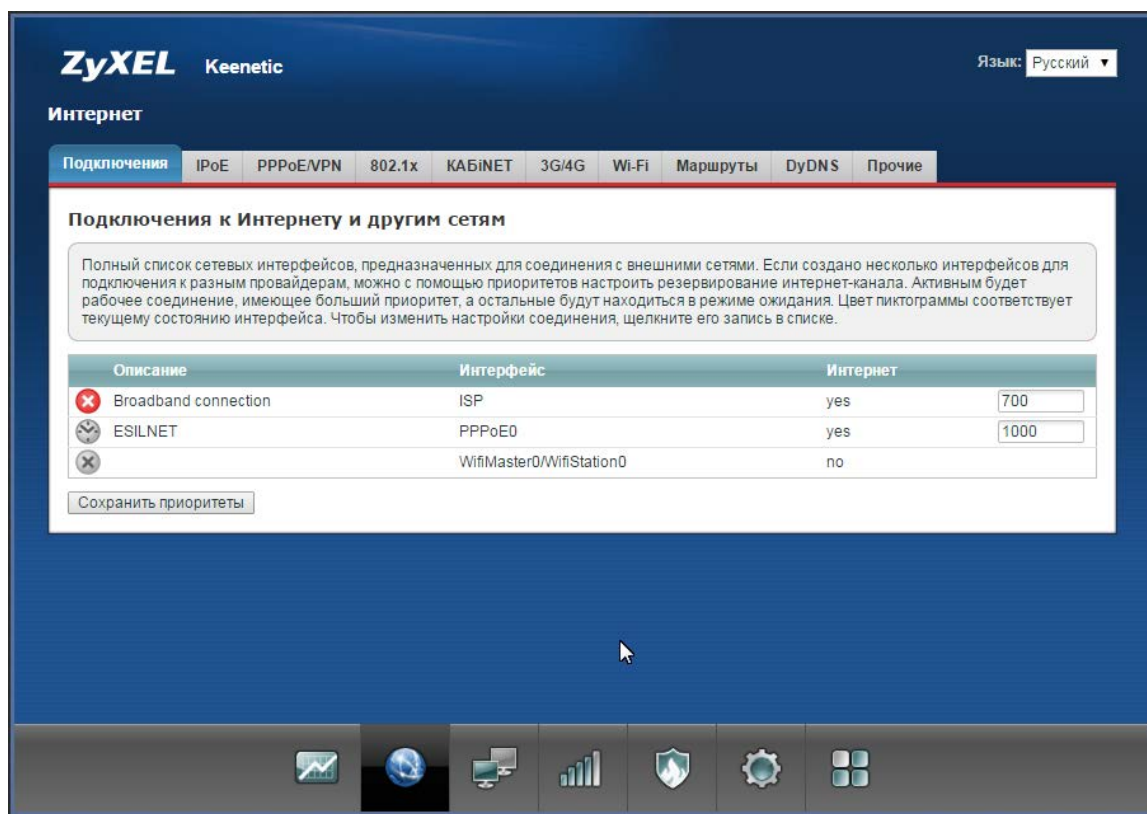 ZyXEL Keenetic
Язык: Русский
Интернет
Подключения IPoE PPPoE/VPN 802.1x КАБiNET 3G/4G Wi-Fi Маршруты DyDNS Прочие
Подключения к Интернету и другим сетям
Полный список сетевых интерфейсов, предназначенных для соединения с внешними сетями. Если создано несколько интерфейсов для
подключения к разным провайдерам, можно с помощью приоритетов настроить резервирование интернет-канала. Активным будет
рабочее соединение, имеющее больший приоритет, а остальные будут находиться в режиме ожидания. Цвет пиктограммы соответствует
текущему состоянию интерфейса. Чтобы изменить настройки соединения, щелкните его запись в списке.
Описание Интерфейс Интернет
Broadband connection ISP yes 700
ESILNET PPPoE0 yes 1000
WifiMaster0/WifiStation0 no
Сохранить приоритеты